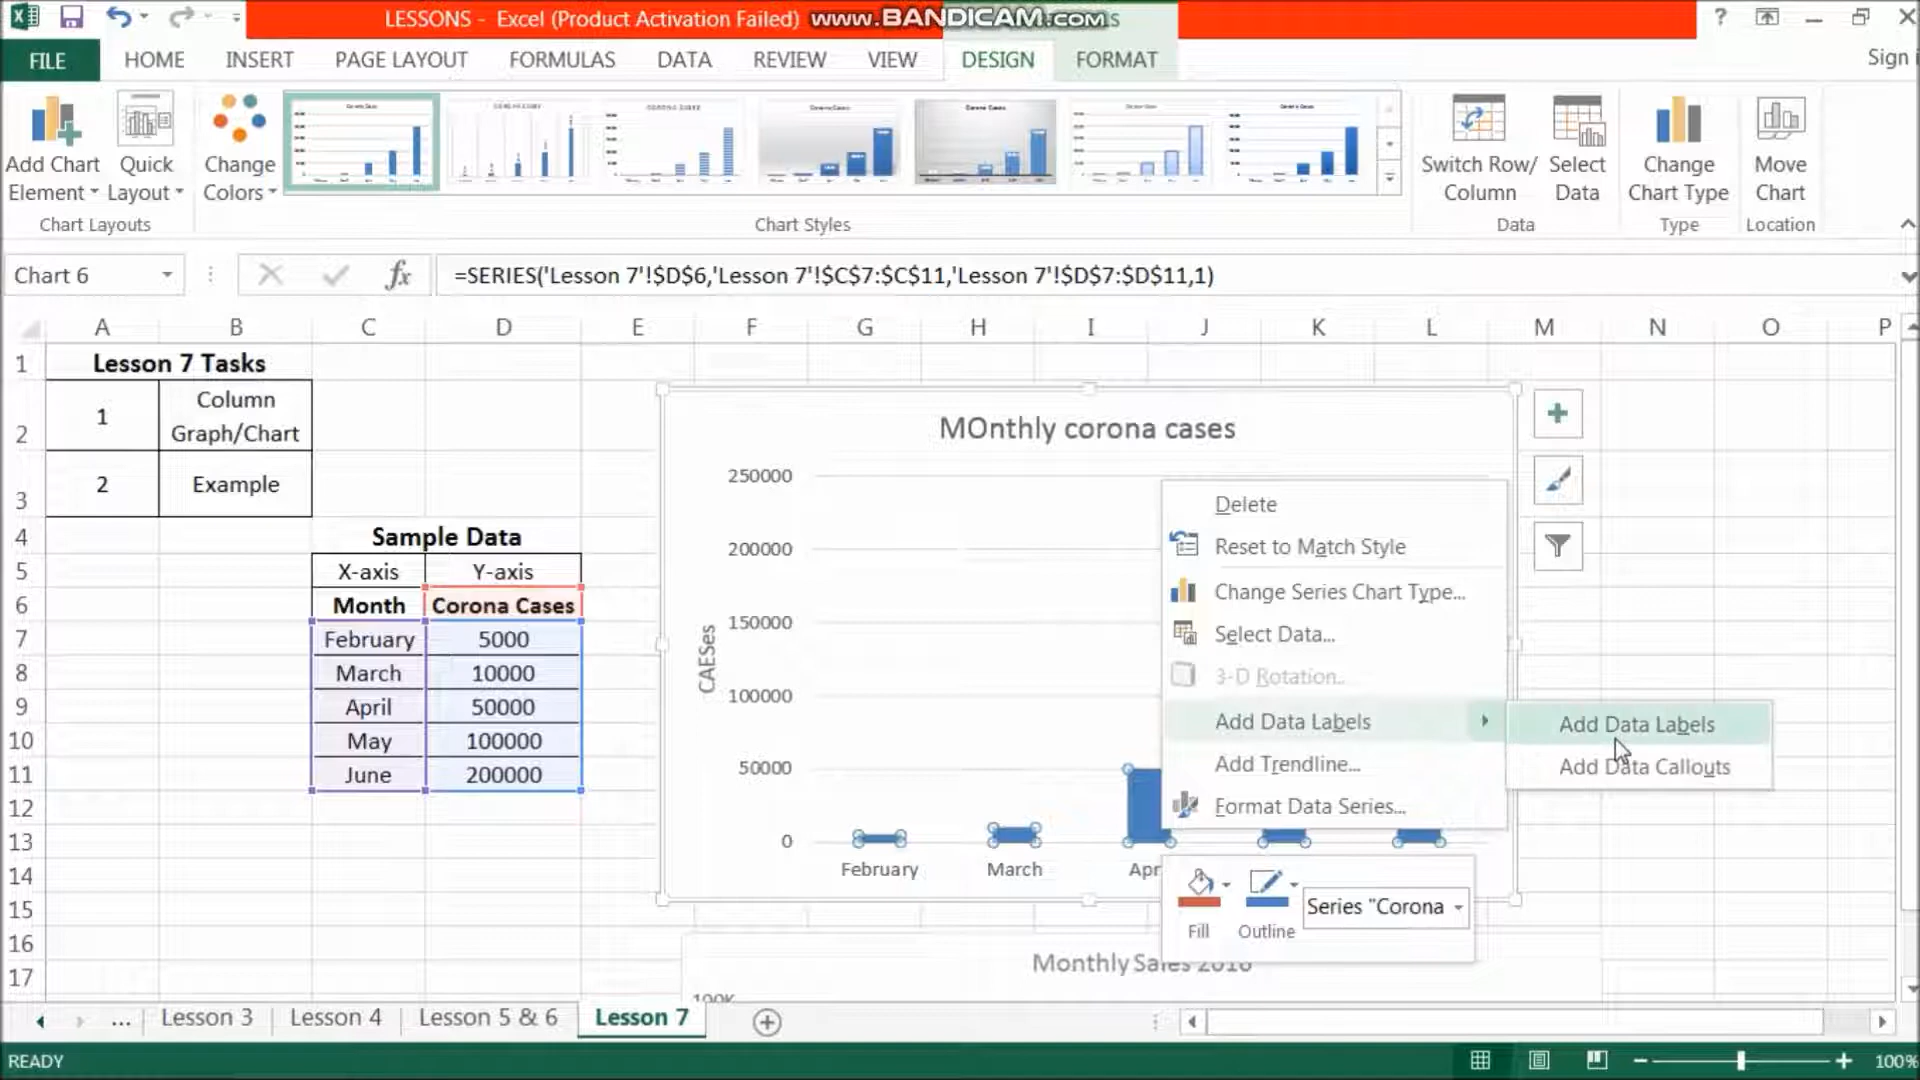 LESSONS - Excel (Product Activation Failed)
www.BANDICAM.com
FILE
HOME
INSERT
PAGE LAYOUT
FORMULAS
DATA
REVIEW
VIEW
DESIGN
FORMAT
Sign i
Add Chart
Element
Quick
Layout
Change
Colors
Switch Row/
Column
Select
Data
Change
Chart Type
Move
Chart
Chart Layouts
Chart Styles
Data
Type
Location
Chart 6
fx
=SERIES('Lesson 7'!$D$6,'Lesson 7'!$C$7:$C$11,'Lesson 7'!$D$7:$D$11,1)
A B C D E F G H I J K L M N O P
1 Lesson 7 Tasks
2 1 Column
Graph/Chart
3 2 Example
4 Sample Data
5 X-axis Y-axis
6 Month Corona Cases
7 February 5000
8 March 10000
9 April 50000
10 May 100000
11 June 200000
12
13
14
15
16
17
MOnthly corona cases
CAESes
250000
200000
150000
100000
50000
0
February March Apr
Delete
Reset to Match Style
Change Series Chart Type...
Select Data...
3-D Rotation...
Add Data Labels
Add Trendline...
Format Data Series...
Add Data Labels
Add Data Callouts
Fill
Outline
Series "Corona
Monthly Sales 2016
100K
... Lesson 3 Lesson 4 Lesson 5 & 6 Lesson 7
READY
100%